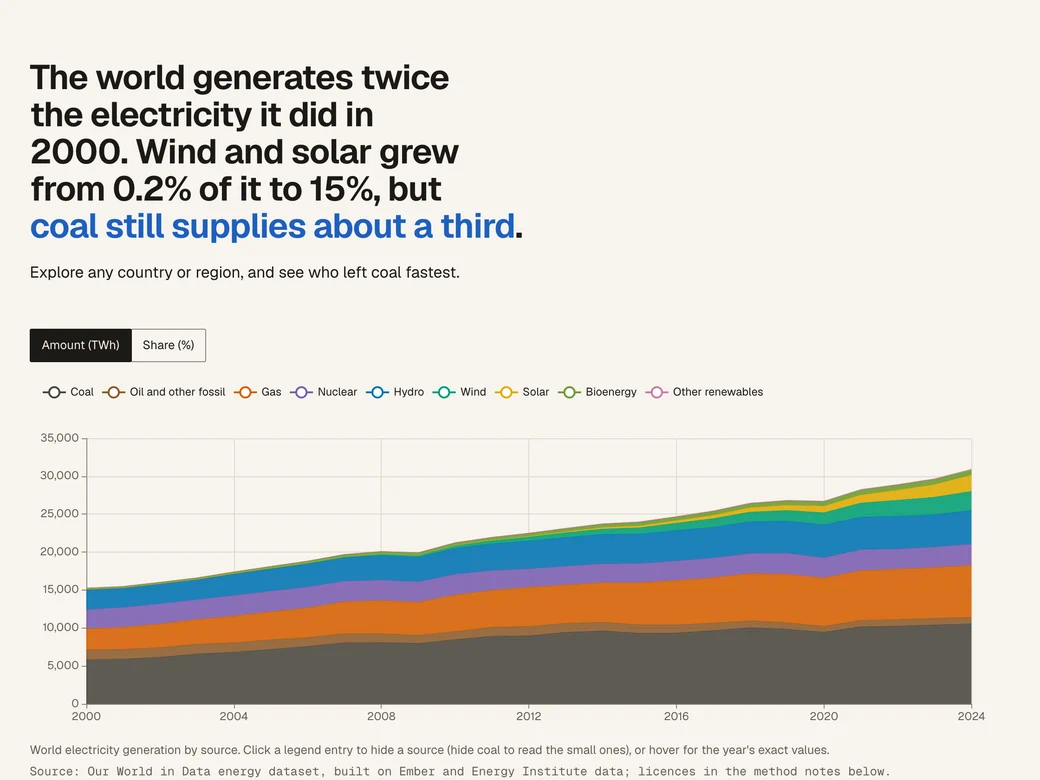 The world generates twice
the electricity it did in
2000. Wind and solar grew
from 0.2% of it to 15%, but
coal still supplies about a third.
Explore any country or region, and see who left coal fastest.
Amount (TWh) Share (%)
Coal Oil and other fossil Gas Nuclear Hydro Wind Solar Bioenergy Other renewables
35,000
30,000
25,000
20,000
15,000
10,000
5,000
0
2000 2004 2008 2012 2016 2020 2024
World electricity generation by source. Click a legend entry to hide a source (hide coal to read the small ones), or hover for the year's exact values.
Source: Our World in Data energy dataset, built on Ember and Energy Institute data; licences in the method notes below.